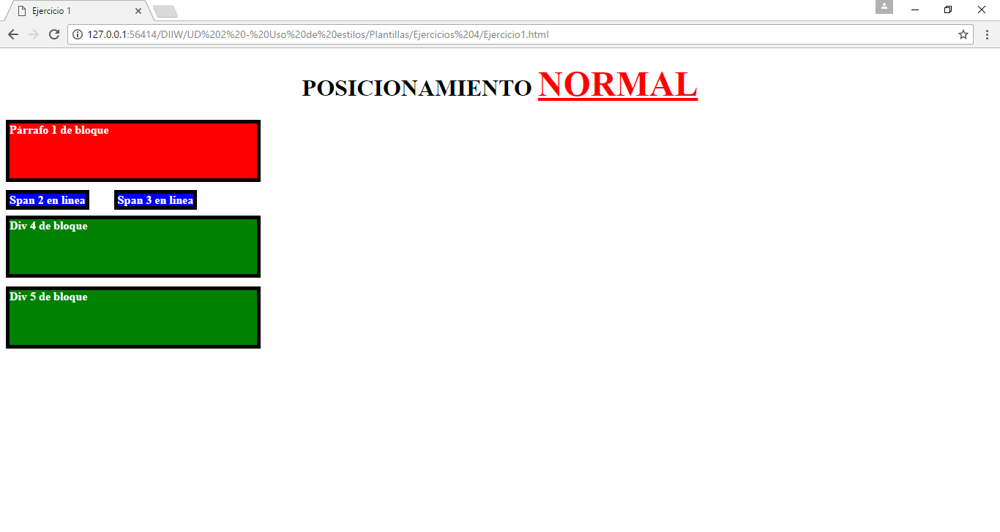 Ejercicio 1
127.0.0.1:56414/DIIW/UD%202%20-%20Uso%20de%20estilos/Plantillas/Ejercicios%204/Ejercicio1.html
POSICIONAMIENTO NORMAL
Párrafo 1 de bloque
Span 2 en linea Span 3 en linea
Div 4 de bloque
Div 5 de bloque